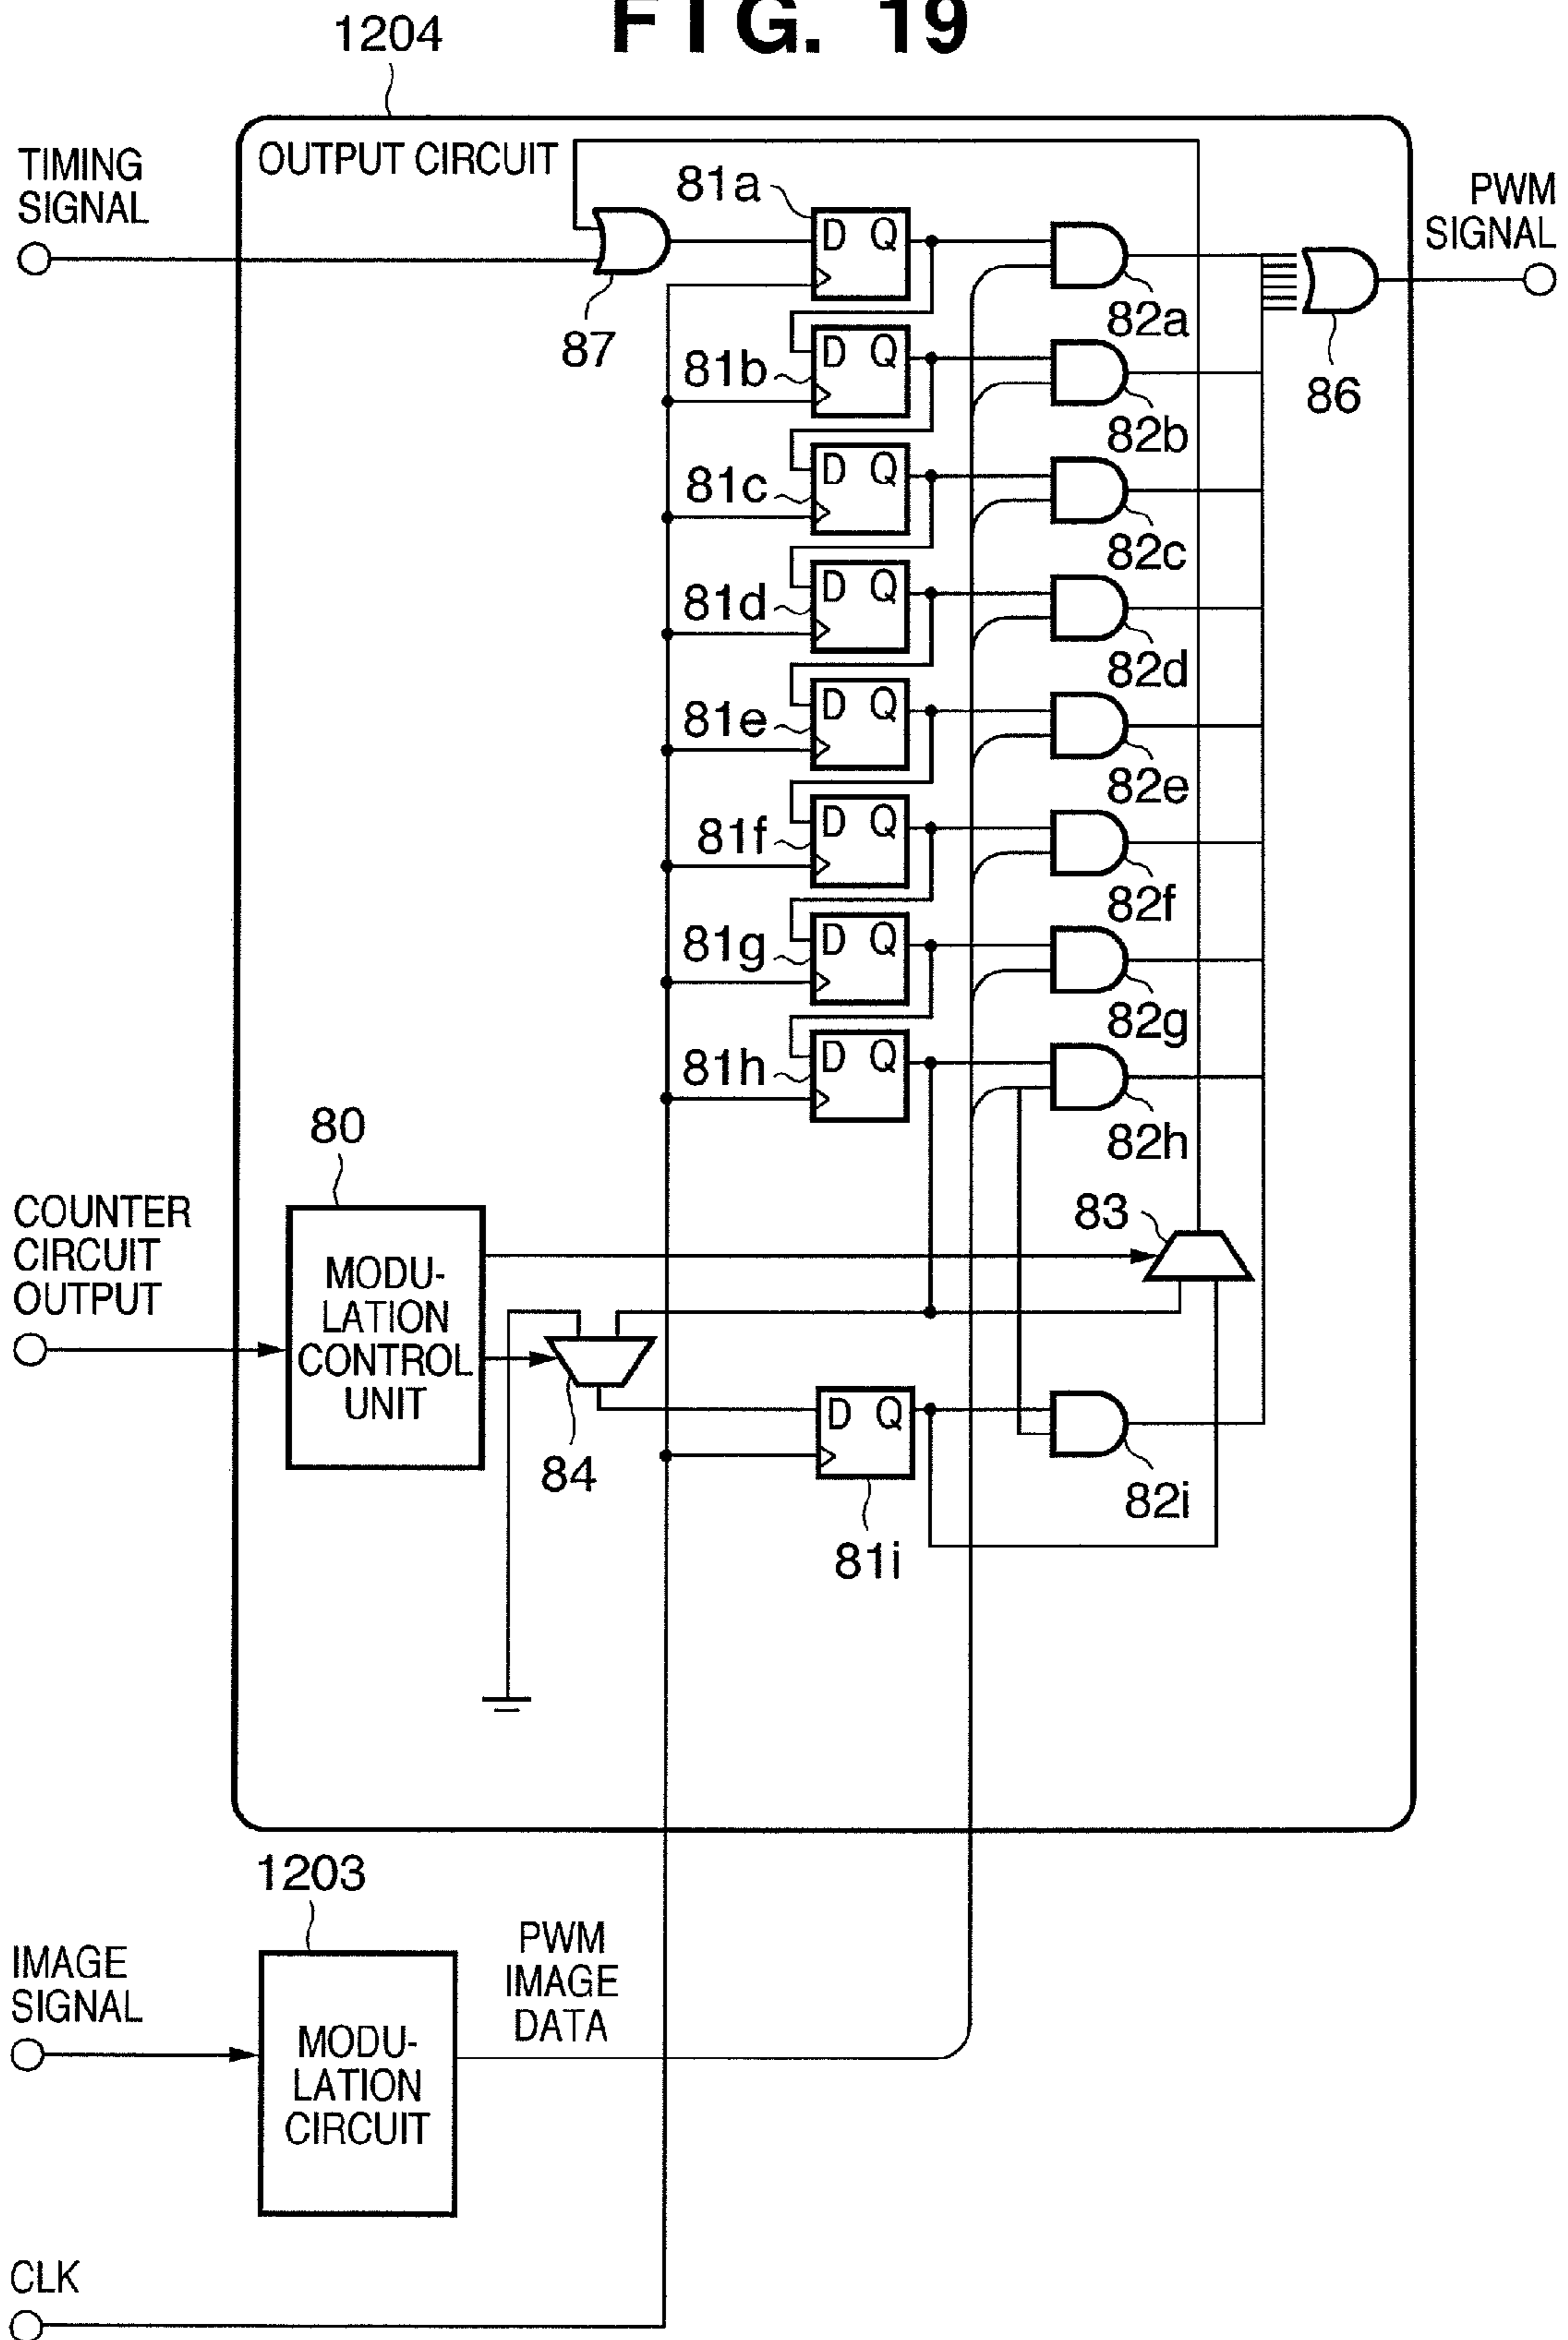 FIG. 19
1204
TIMING
SIGNAL
OUTPUT CIRCUIT
81a
D Q
87
82a
PWM
SIGNAL
86
81b
D Q
82b
81c
D Q
82c
81d
D Q
82d
81e
D Q
82e
81f
D Q
82f
81g
D Q
82g
81h
D Q
82h
80
COUNTER
CIRCUIT
OUTPUT
MODU-
LATION
CONTROL
UNIT
83
84
D Q
81i
82i
1203
IMAGE
SIGNAL
MODU-
LATION
CIRCUIT
PWM
IMAGE
DATA
CLK